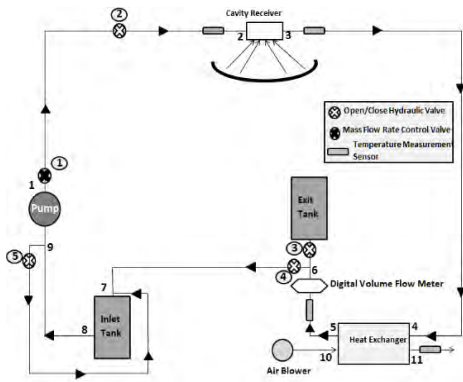 Cavity Receiver
2
2 3
Open/Close Hydraulic Valve
Mass Flow Rate Control Valve
Temperature Measurement
Sensor
1
1
Pump
Exit
Tank
3
5
9
4
6
7
Digital Volume Flow Meter
Inlet
Tank
8
5
4
Heat Exchanger
10
11
Air Blower